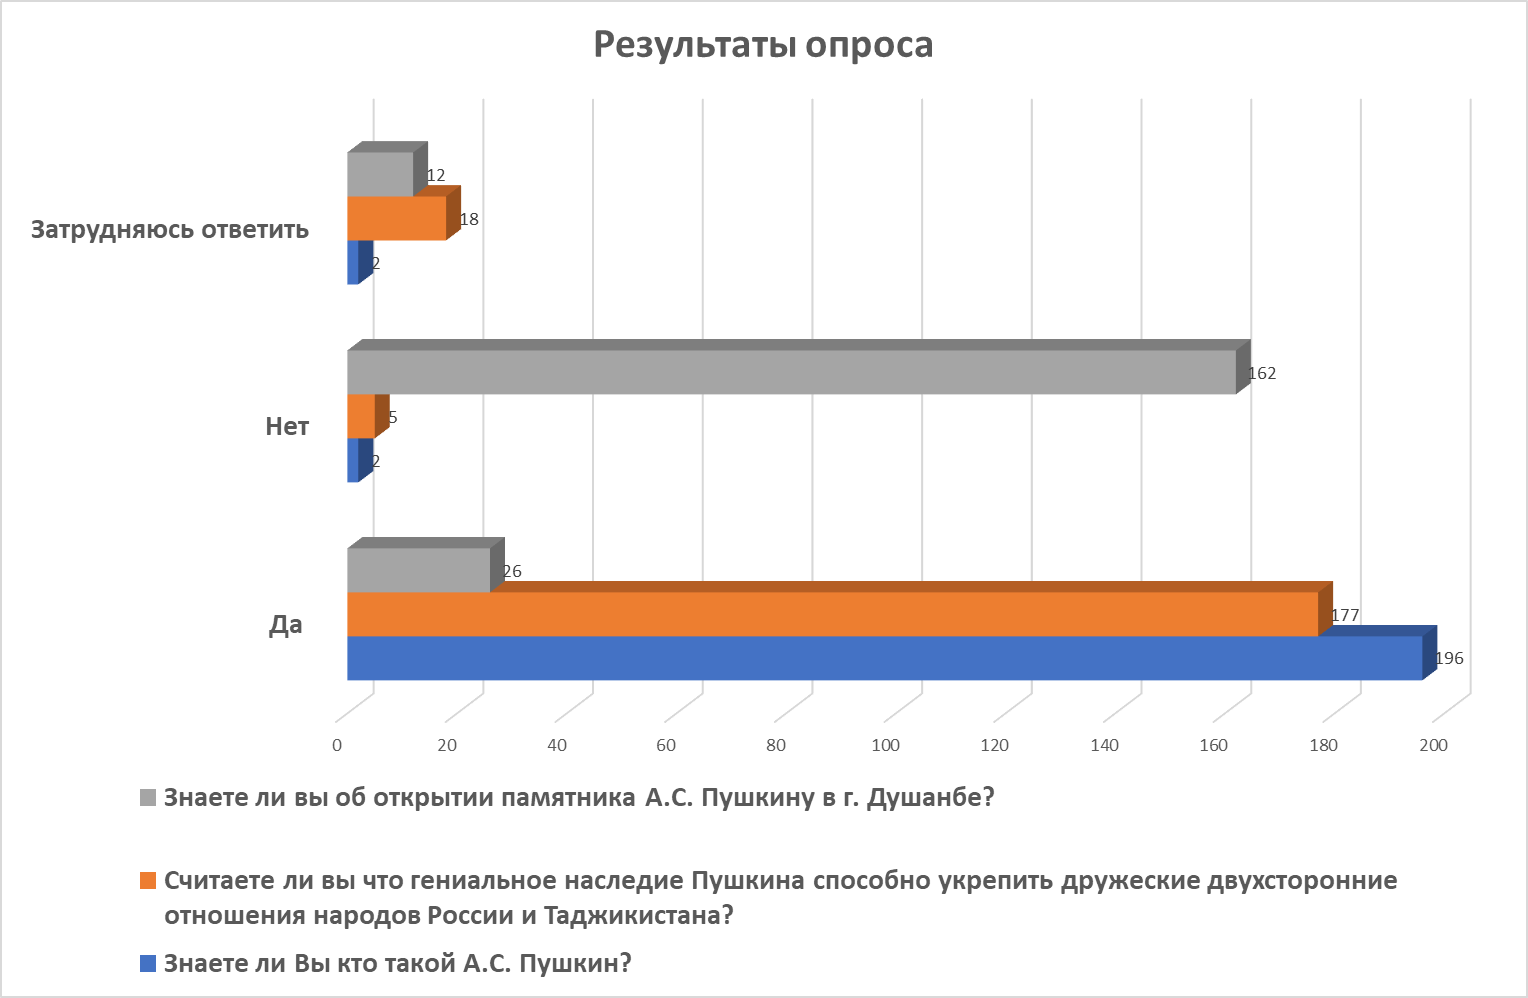 Результаты опроса
12
Затрудняюсь ответить
18
2
162
Нет
5
2
26
Да
177
196
0 20 40 60 80 100 120 140 160 180 200
Знаете ли вы об открытии памятника А.С. Пушкину в г. Душанбе?
Считаете ли вы что гениальное наследие Пушкина способно укрепить дружеские двухсторонние
отношения народов России и Таджикистана?
Знаете ли Вы кто такой А.С. Пушкин?